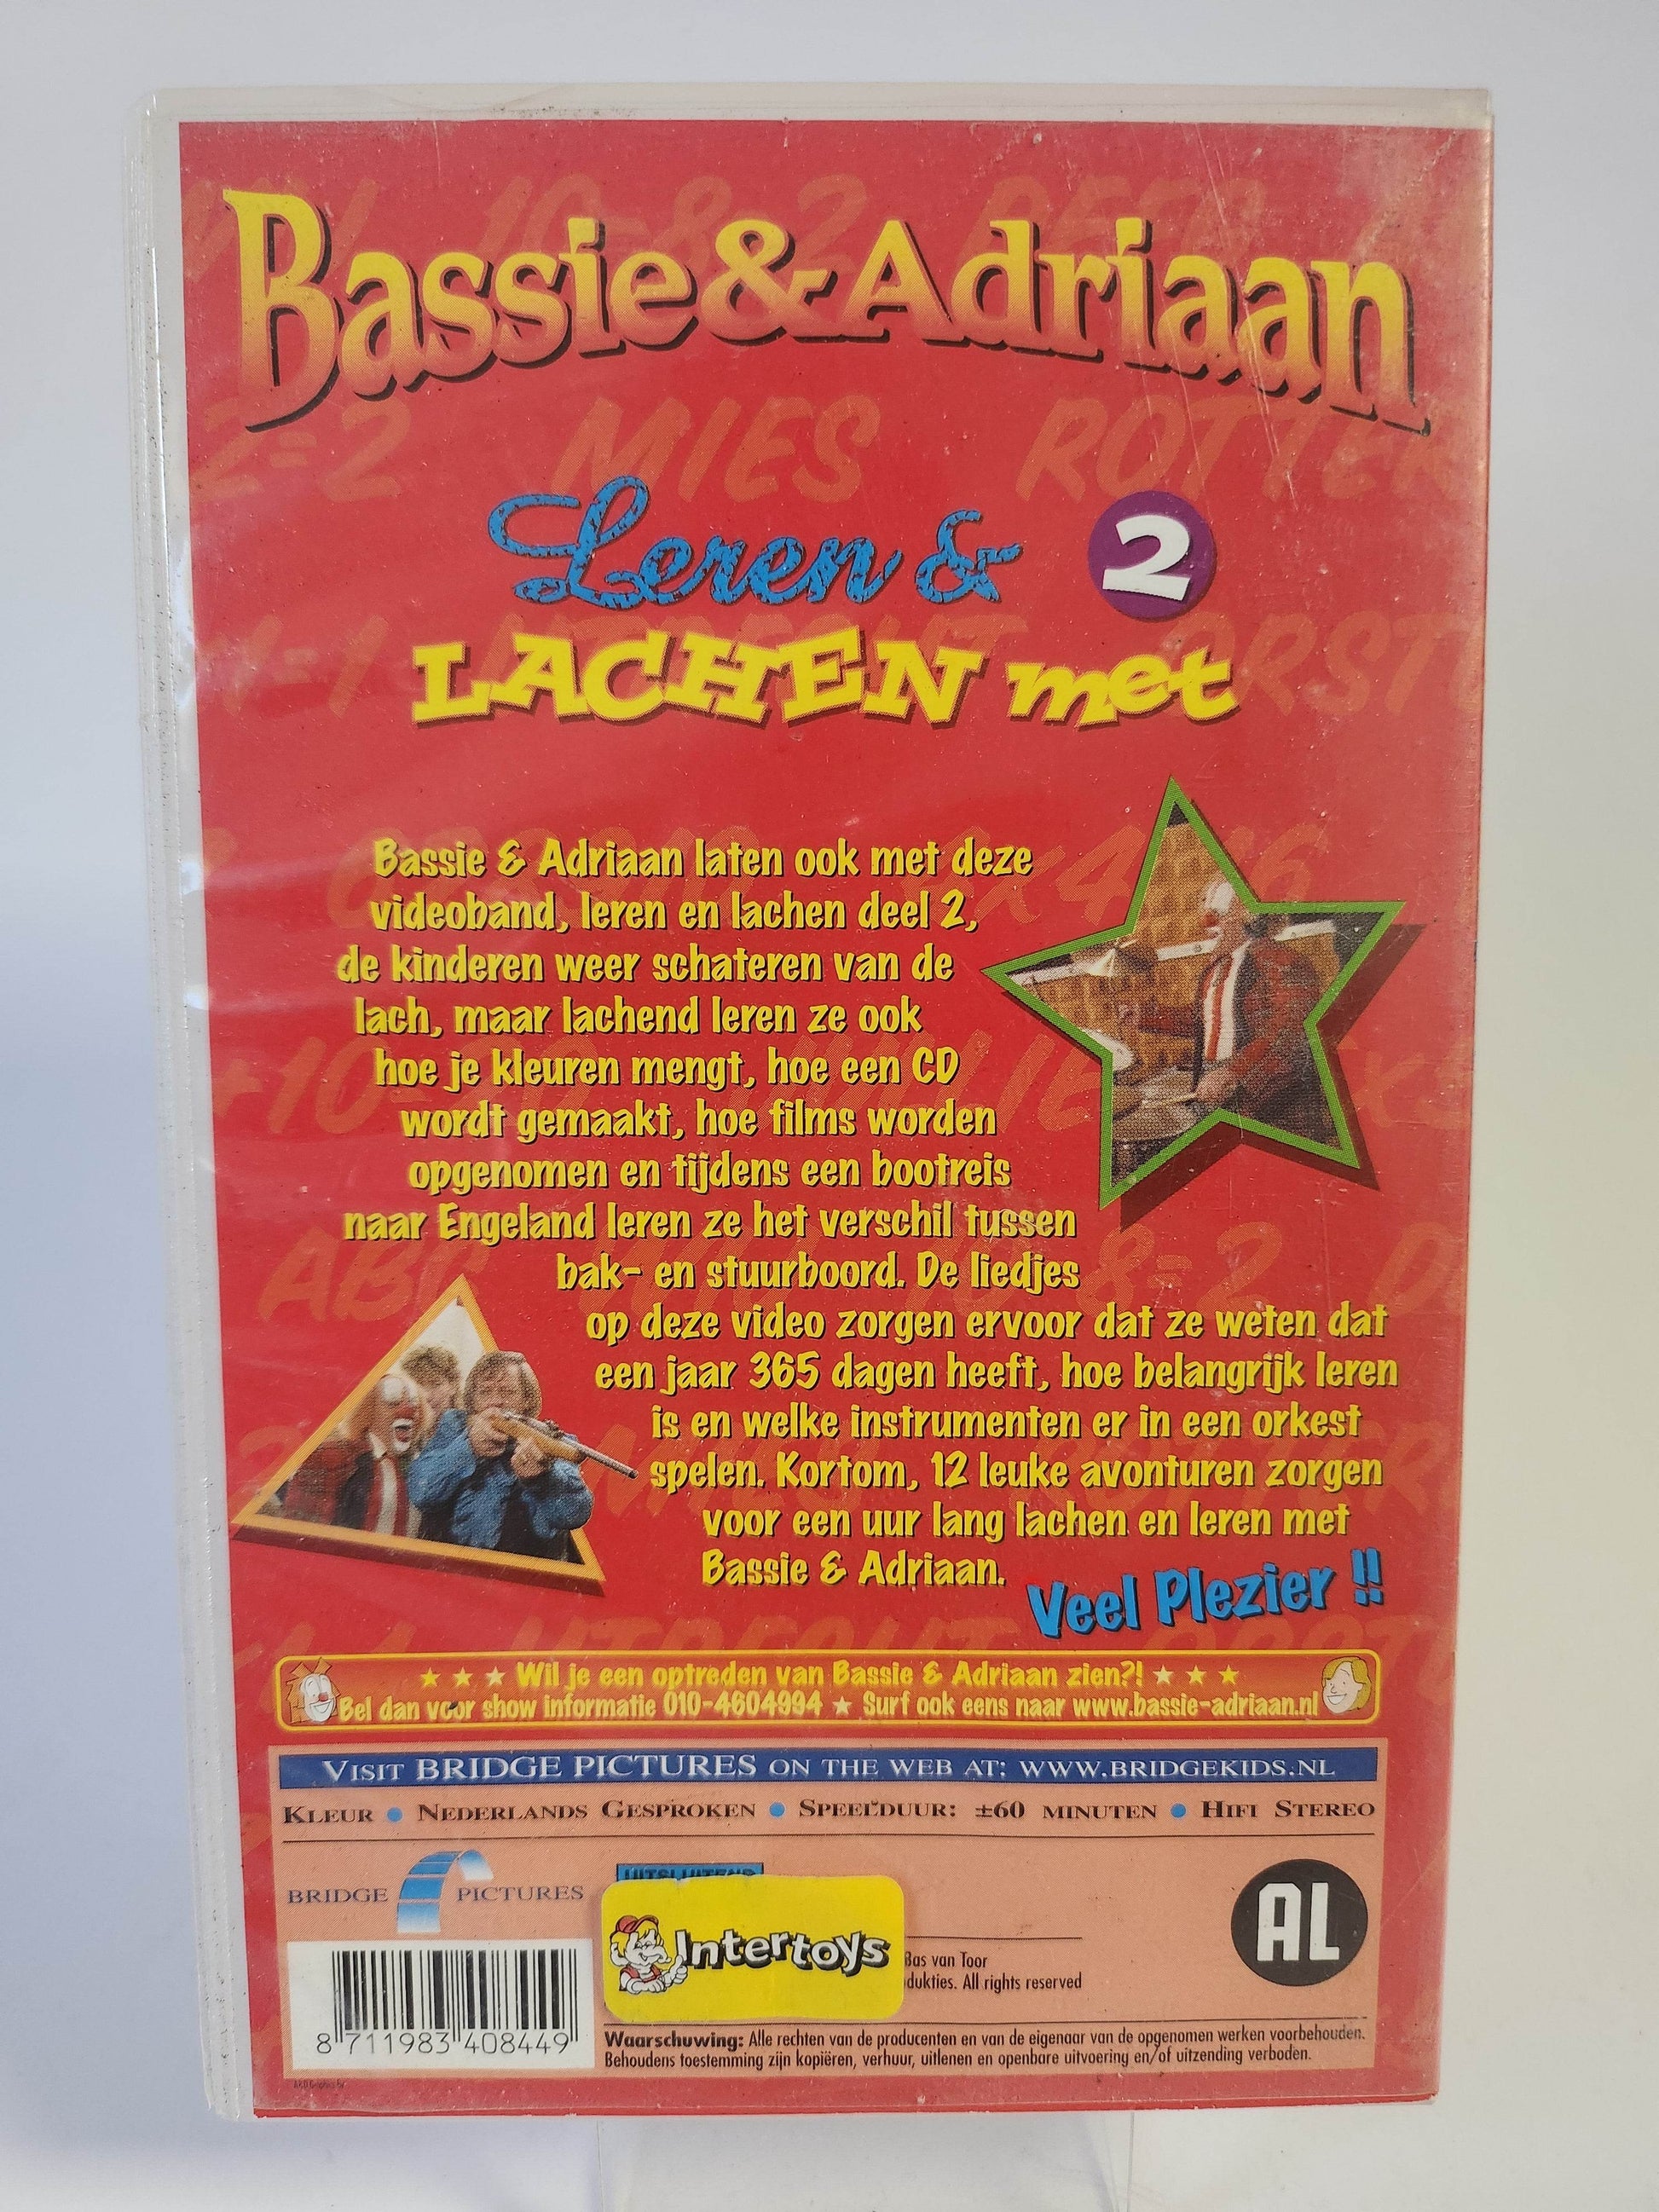 Bassie & Adriaan
Leren & 2
LACHEN met
Bassie & Adriaan laten ook met deze
videoband, leren en lachen deel 2,
de kinderen weer schateren van de
lach, maar lachend leren ze ook
hoe je kleuren mengt, hoe een CD
wordt gemaakt, hoe films worden
opgenomen en tijdens een bootreis
naar Engeland leren ze het verschil tussen
bak- en stuurboord. De liedjes
op deze video zorgen ervoor dat ze weten dat
een jaar 365 dagen heeft, hoe belangrijk leren
is en welke instrumenten er in een orkest
spelen. Kortom, 12 leuke avonturen zorgen
voor een uur lang lachen en leren met
Bassie & Adriaan.
Veel Plezier !!
Wil je een optreden van Bassie & Adriaan zien?!
Bel dan voor show informatie 010-4604994 ★ Surf ook eens naar www.bassie-adriaan.nl
VISIT BRIDGE PICTURES ON THE WEB AT: WWW.BRIDGEKIDS.NL
KLEUR • NEDERLANDS GESPROKEN • SPEELDUUR: ±60 MINUTEN • HIFI STEREO
BRIDGE PICTURES
UITSLUITEND
Intertoys
Bas van Toor
dukties. All rights reserved
AL
8 711983 408449
Waarschuwing: Alle rechten van de producenten en van de eigenaar van de opgenomen werken voorbehouden.
Behoudens toestemming zijn kopiëren, verhuur, uitlenen en openbare uitvoering en/of uitzending verboden.